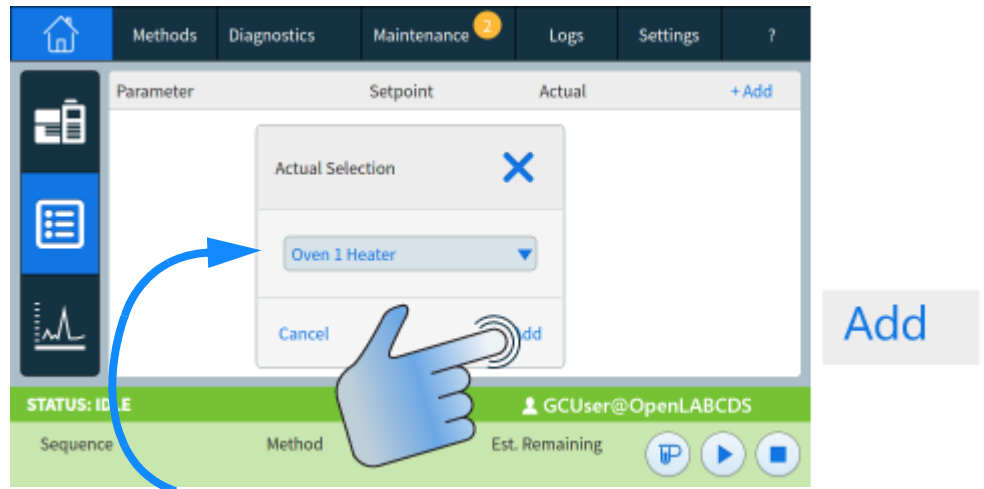 Methods Diagnostics Maintenance 2 Logs Settings ?
Parameter Setpoint Actual + Add
Actual Selection
Oven 1 Heater
Cancel dd
Add
STATUS: IDLE GCUser@OpenLABCDS
Sequence Method Est. Remaining